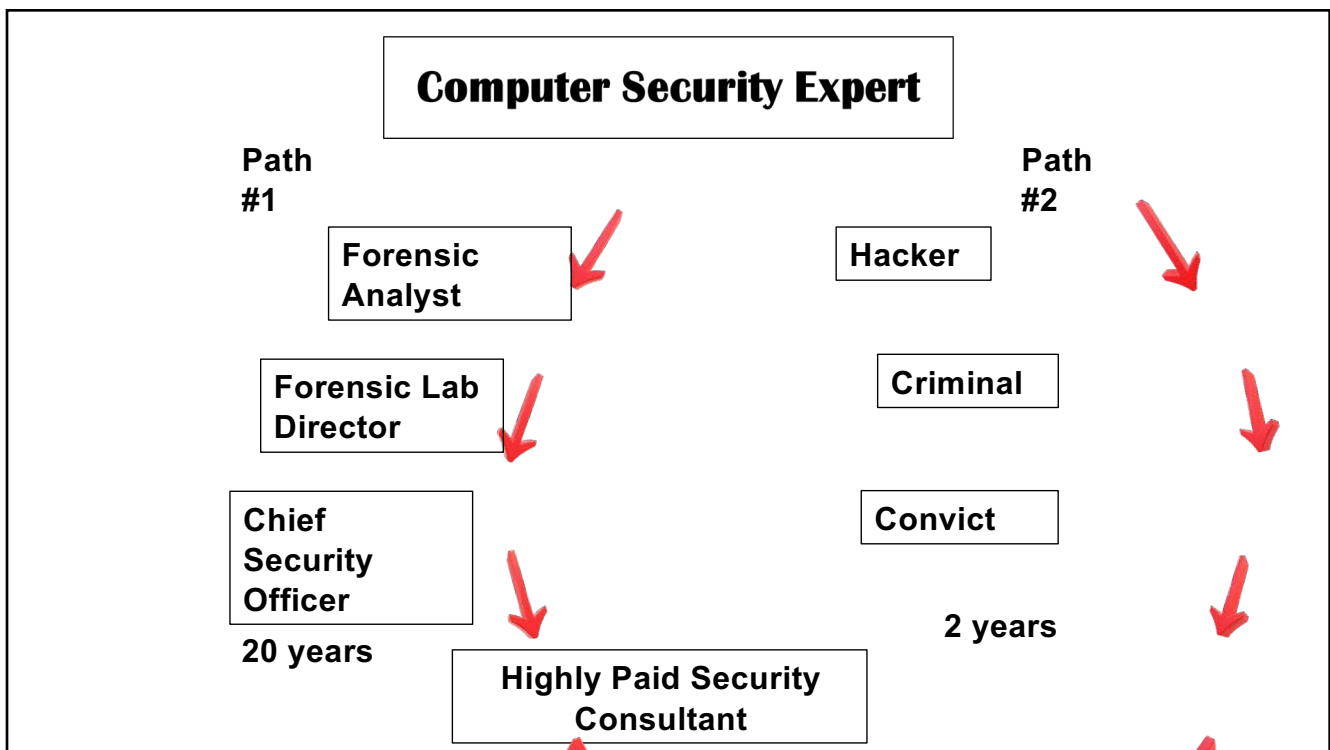 Computer Security Expert
Path
#1
Path
#2
Forensic
Analyst
Hacker
Forensic Lab
Director
Criminal
Chief
Security
Officer
Convict
20 years
2 years
Highly Paid Security
Consultant